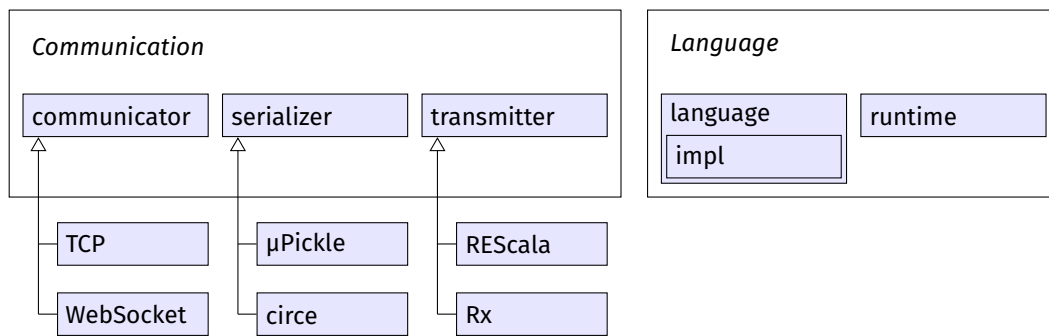 Communication
communicator
serializer
transmitter
TCP
µPickle
REScala
WebSocket
circe
Rx
Language
language
impl
runtime